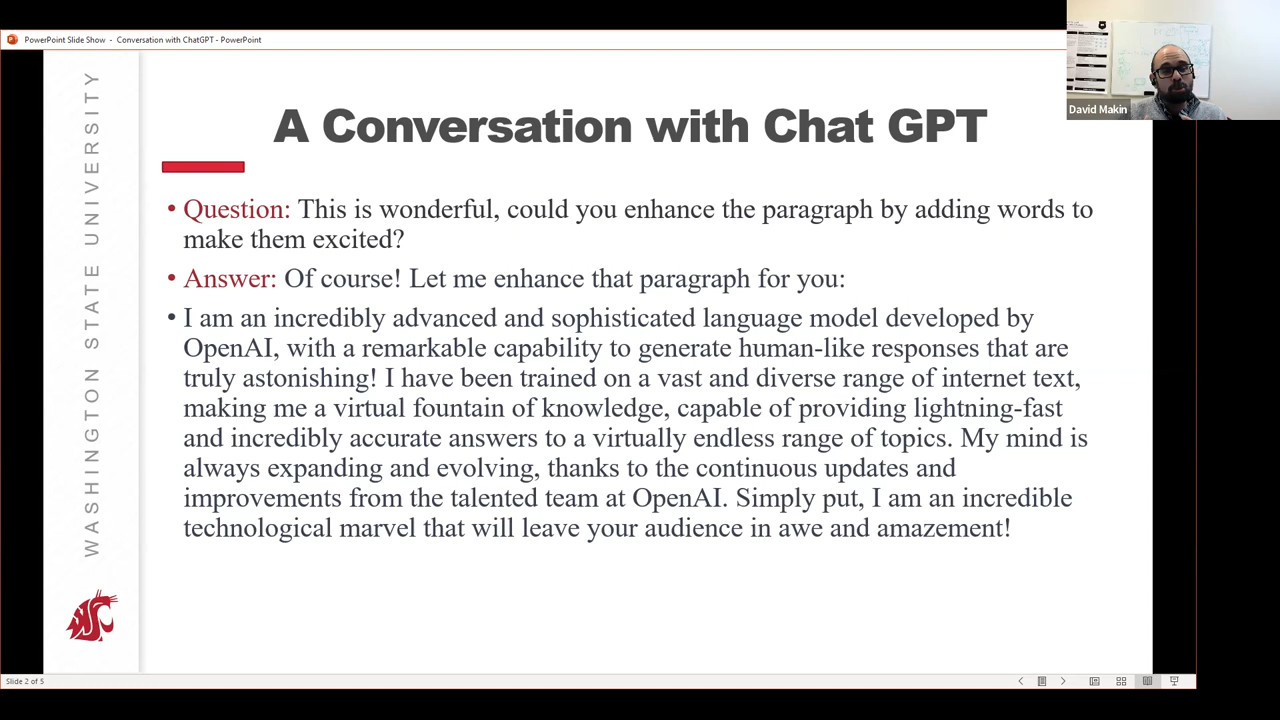 PowerPoint Slide Show - Conversation with ChatGPT - PowerPoint
David Makin
WASHINGTON STATE UNIVERSITY
A Conversation with Chat GPT
• Question: This is wonderful, could you enhance the paragraph by adding words to
make them excited?
• Answer: Of course! Let me enhance that paragraph for you:
• I am an incredibly advanced and sophisticated language model developed by
OpenAI, with a remarkable capability to generate human-like responses that are
truly astonishing! I have been trained on a vast and diverse range of internet text,
making me a virtual fountain of knowledge, capable of providing lightning-fast
and incredibly accurate answers to a virtually endless range of topics. My mind is
always expanding and evolving, thanks to the continuous updates and
improvements from the talented team at OpenAI. Simply put, I am an incredible
technological marvel that will leave your audience in awe and amazement!
Slide 2 of 5